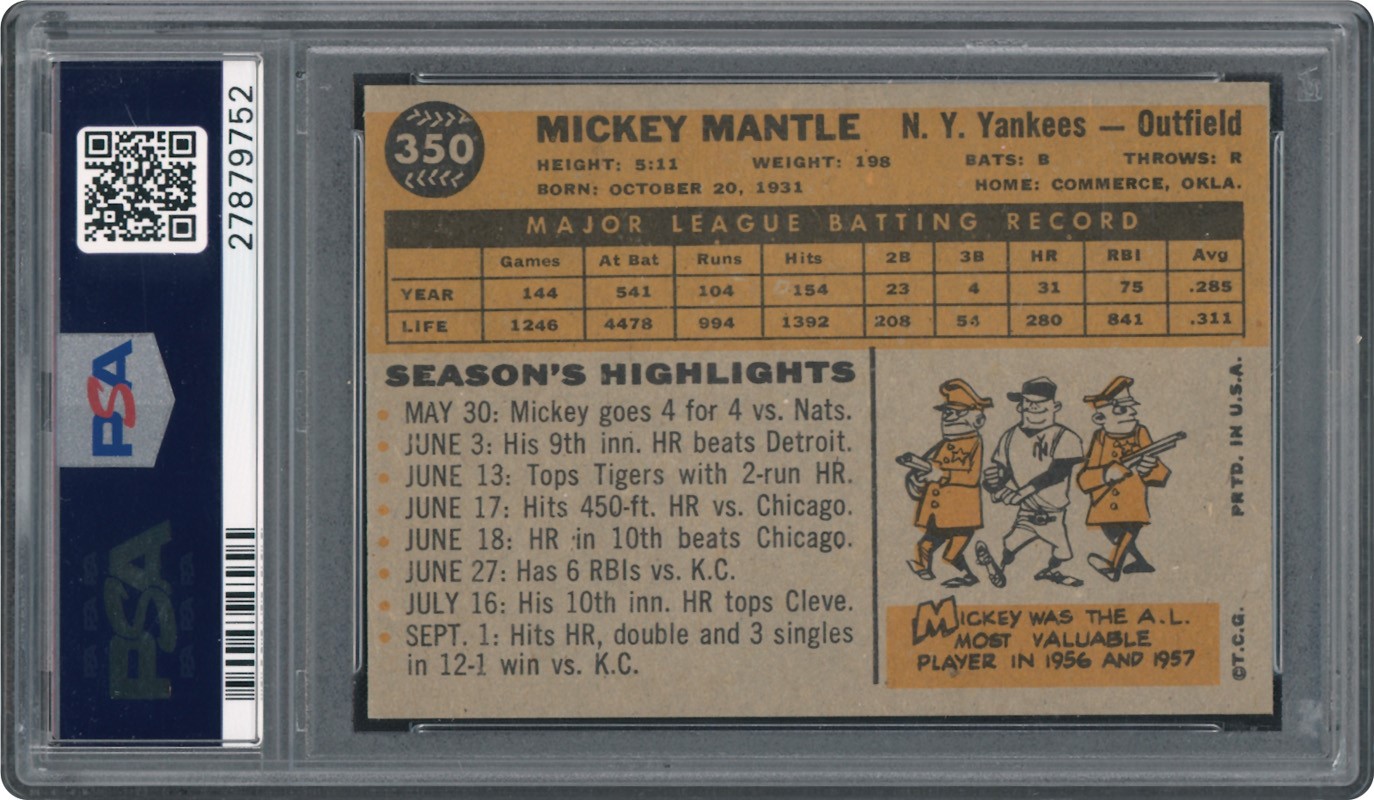 277879752
PSA
PSA
350
MICKEY MANTLE N. Y. Yankees — Outfield
HEIGHT: 5:11 WEIGHT: 198 BATS: B THROWS: R
BORN: OCTOBER 20, 1931 HOME: COMMERCE, OKLA.
MAJOR LEAGUE BATTING RECORD
Games At Bat Runs Hits 2B 3B HR RBI Avg
YEAR 144 541 104 154 23 4 31 75 .285
LIFE 1246 4478 994 1392 208 54 280 841 .311
SEASON'S HIGHLIGHTS
• MAY 30: Mickey goes 4 for 4 vs. Nats.
• JUNE 3: His 9th inn. HR beats Detroit.
• JUNE 13: Tops Tigers with 2-run HR.
• JUNE 17: Hits 450-ft. HR vs. Chicago.
• JUNE 18: HR in 10th beats Chicago.
• JUNE 27: Has 6 RBIs vs. K.C.
• JULY 16: His 10th inn. HR tops Cleve.
• SEPT. 1: Hits HR, double and 3 singles
in 12-1 win vs. K.C.
NY
MICKEY WAS THE A.L.
MOST VALUABLE
PLAYER IN 1956 AND 1957
©T.C.G. PRTD. IN U.S.A.